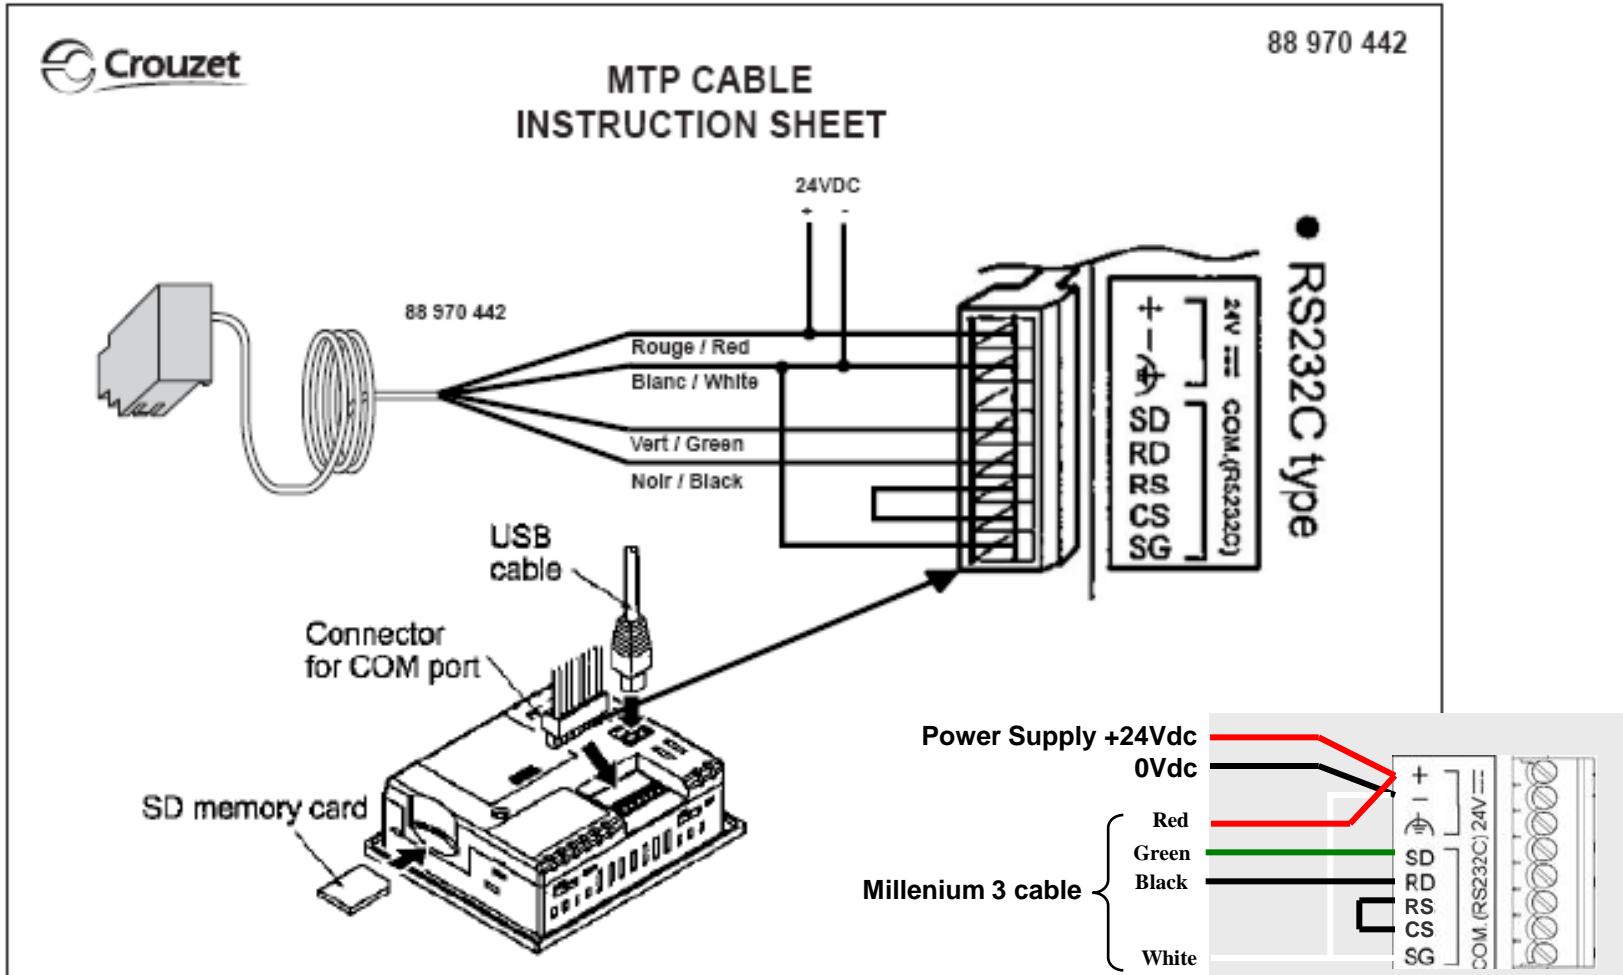 Crouzet
88 970 442
MTP CABLE
INSTRUCTION SHEET
24VDC
+ -
88 970 442
Rouge / Red
Blanc / White
Vert / Green
Noir / Black
+
-
SD
RD
RS
CS
SG
24V
COM.(RS232C)
● RS232C type
USB
cable
Connector
for COM port
SD memory card
Power Supply +24Vdc
0Vdc
Red
Green
Black
Millenium 3 cable
White
+
-
SD
RD
RS
CS
SG
COM.(RS232C) 24V